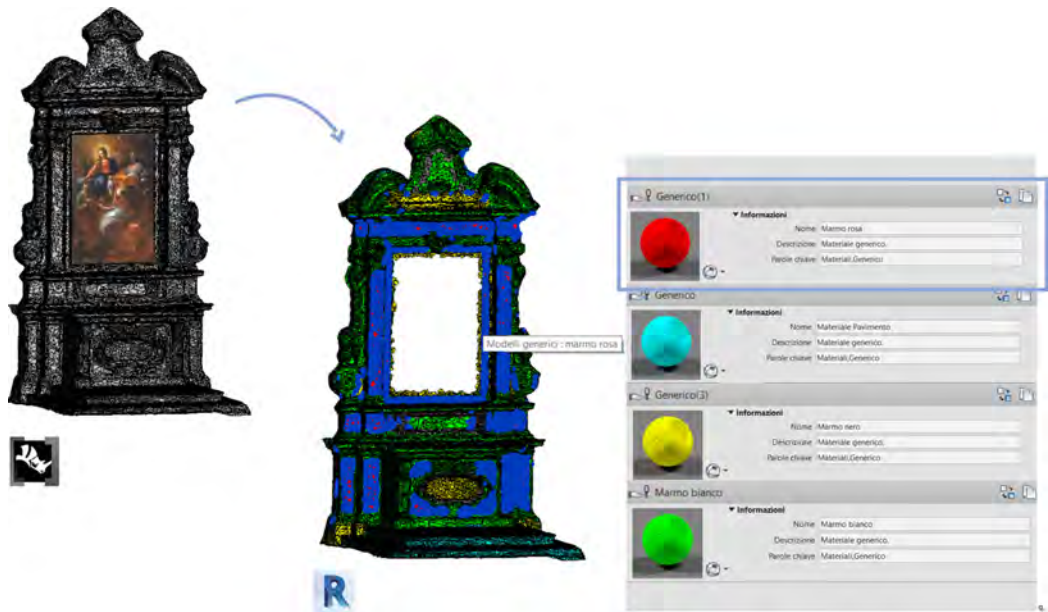 Modelli generici : marmo rosa
R
Generico(1)
▼ Informazioni
Nome Marmo rosa
Descrizione Materiale generico.
Parole chiave Materiali,Generico
Generico
▼ Informazioni
Nome Materiale Pavimento
Descrizione Materiale generico.
Parole chiave Materiali,Generico
Generico(3)
▼ Informazioni
Nome Marmo nero
Descrizione Materiale generico.
Parole chiave Materiali,Generico
Marmo bianco
▼ Informazioni
Nome Marmo bianco
Descrizione Materiale generico.
Parole chiave Materiali,Generico